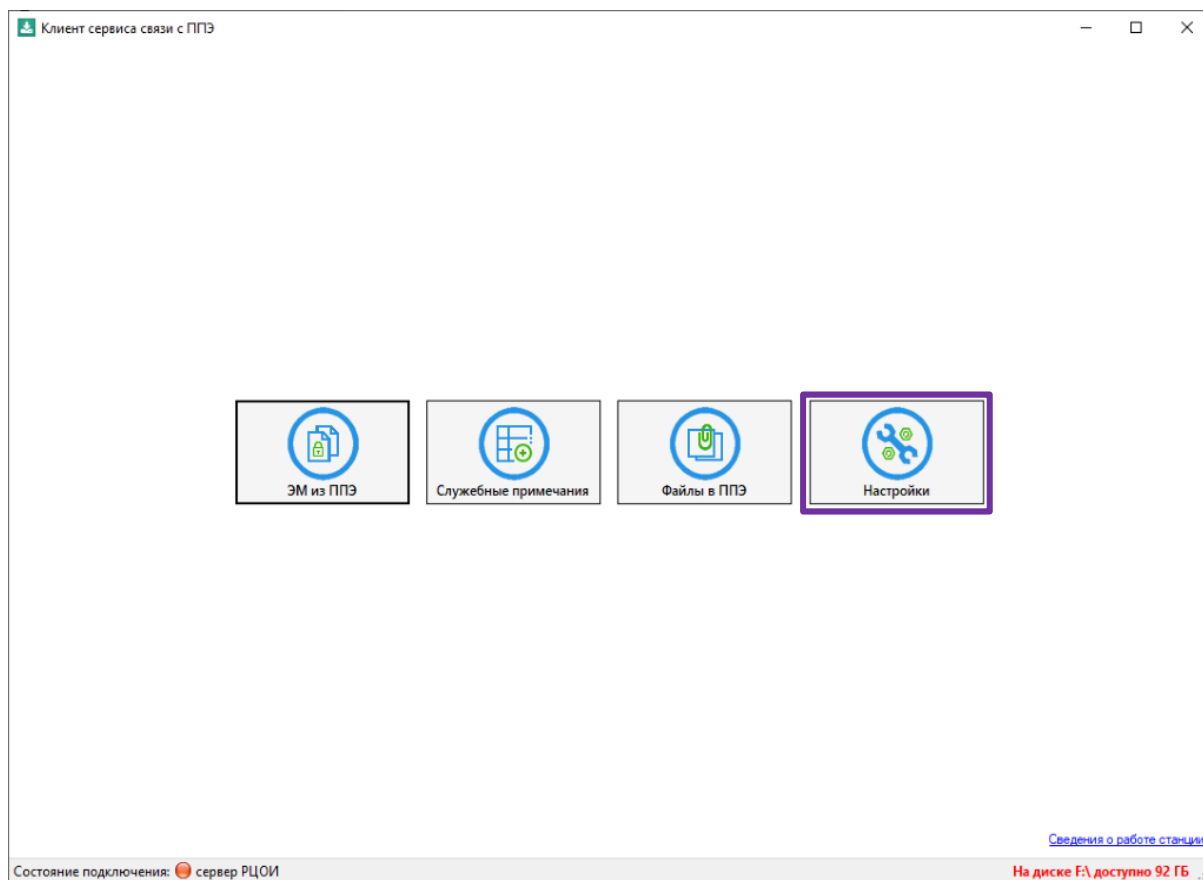 Клиент сервиса связи с ППЭ
ЭМ из ППЭ
Служебные примечания
Файлы в ППЭ
Настройки
Сведения о работе станции
Состояние подключения: сервер РЦОИ
На диске F:\ доступно 92 ГБ